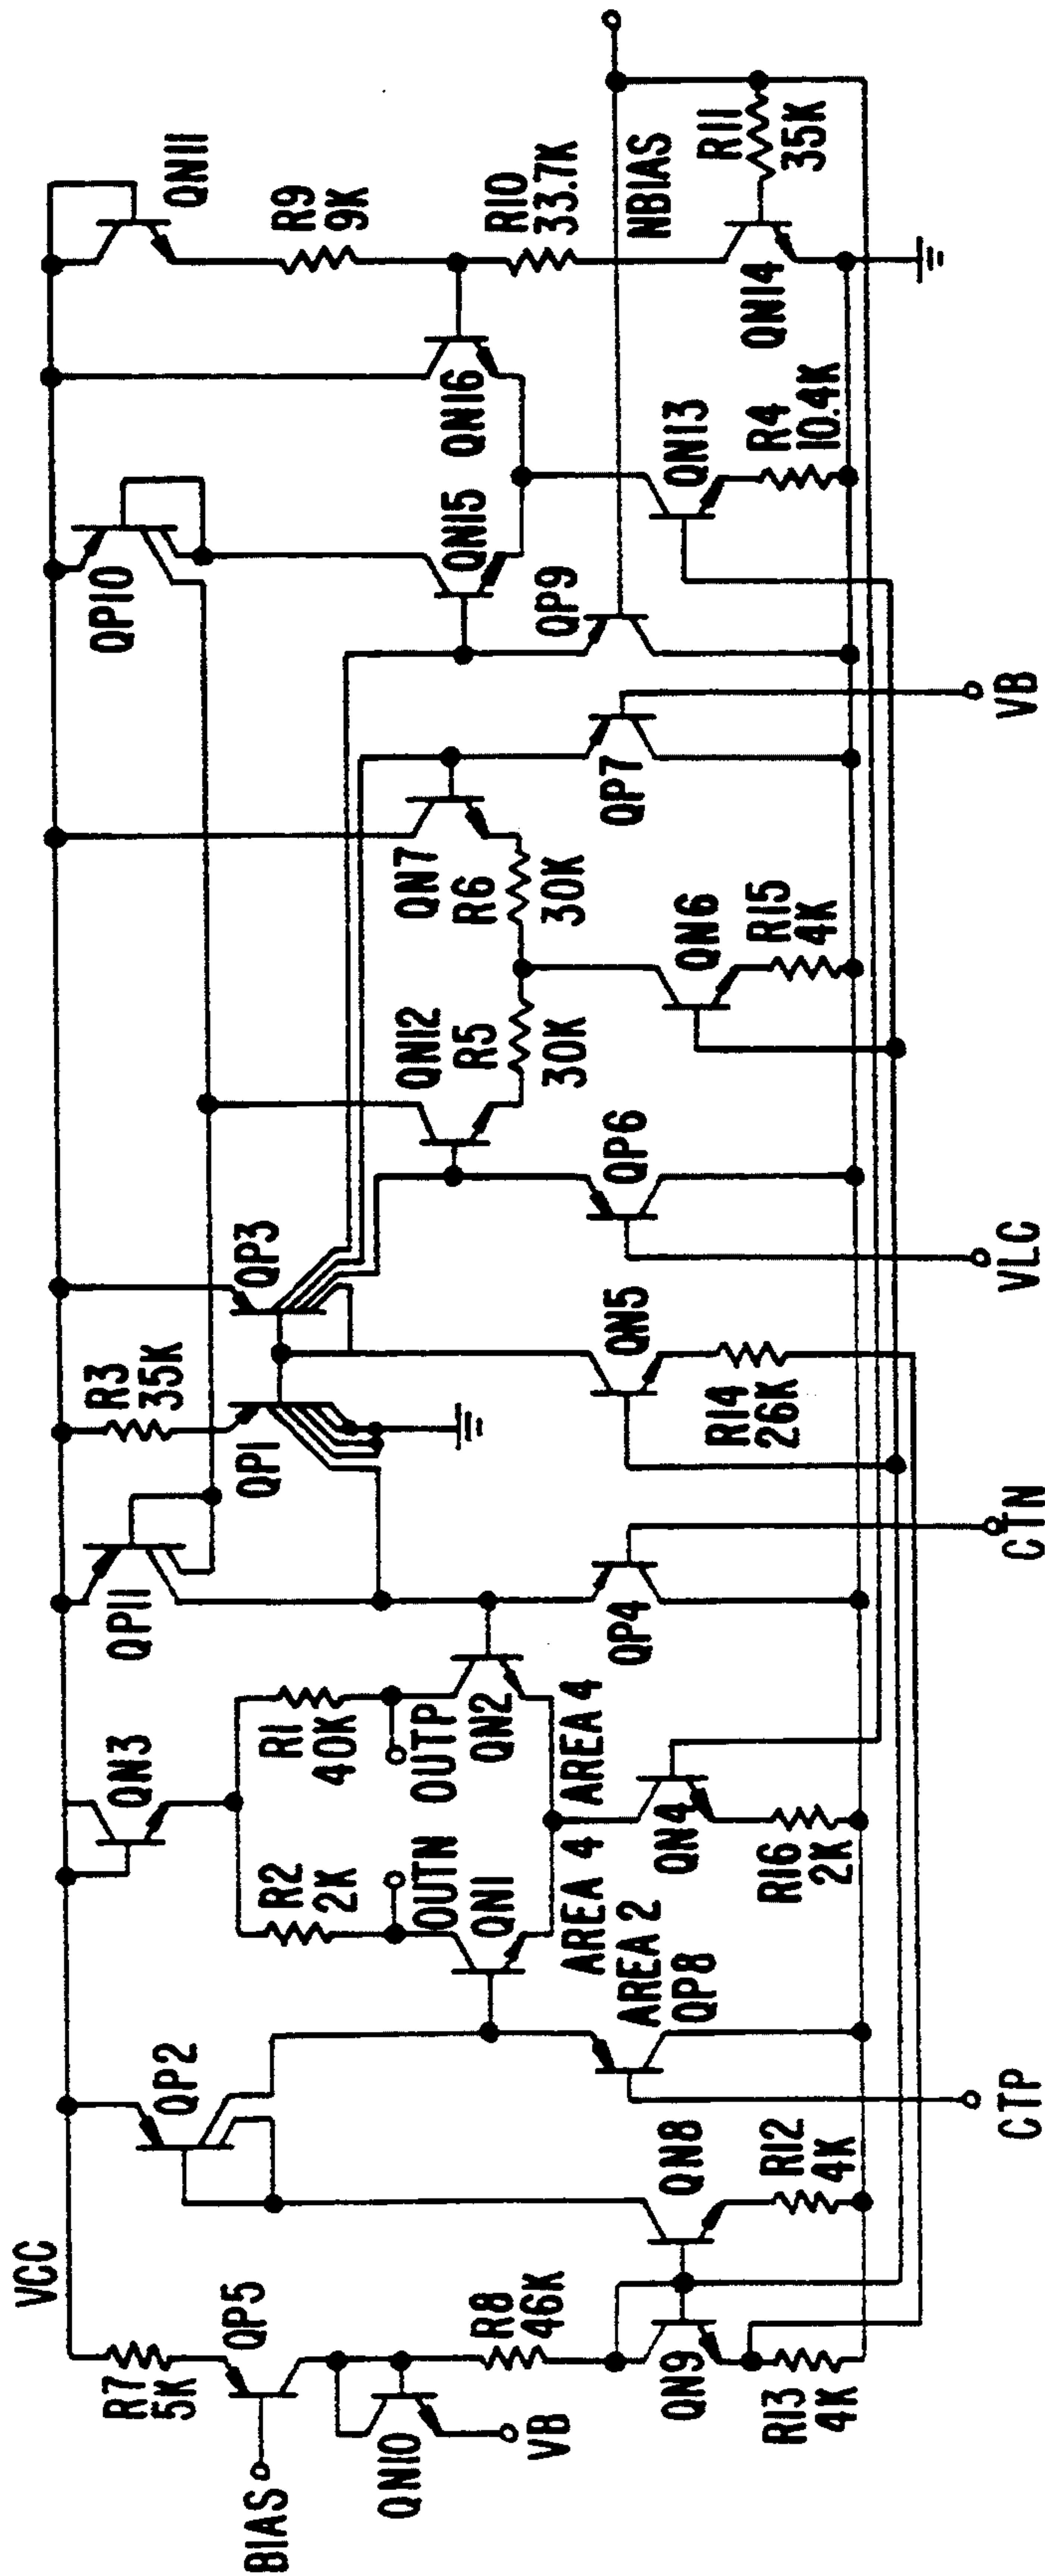 VCC
R7
5K
QP5
BIAS
QN10
VB
R8
46K
QN9
R13
4K
QP2
QN8
R12
4K
CTP
AREA 2
QP8
QN3
R2
2K
OUTN
QN1
AREA 4
R1
40K
OUTP
QN2
AREA 4
QN4
R16
2K
QP11
QP4
CTN
R3
35K
QP1
QP3
QN5
R14
26K
VLC
QP6
QN12
R5
30K
QN7
R6
30K
QN6
R15
4K
QP7
VB
QP10
QN15
QP9
QN16
QN13
R4
10.4K
QN11
R9
9K
R10
33.7K
NBIAS
QN14
R11
35K